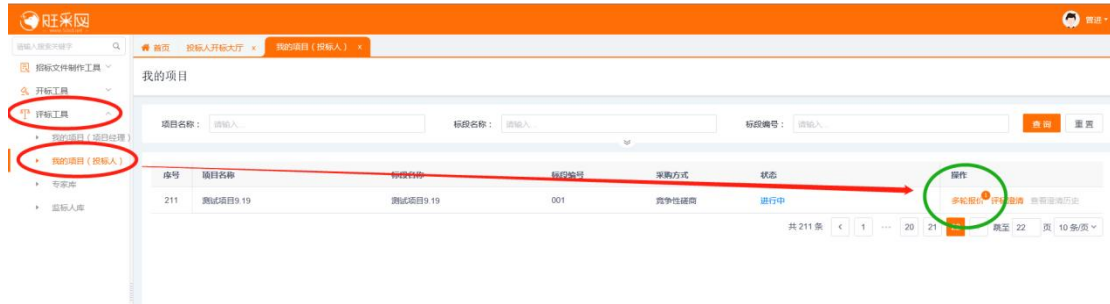 旺采网
曾进
请输入搜索关键字
首页 投标人开标大厅 × 我的项目（投标人） ×
招标文件制作工具
开标工具
评标工具
我的项目（项目经理）
我的项目（投标人）
专家库
监标人库
我的项目
项目名称： 请输入... 标段名称： 请输入... 标段编号： 请输入... 查询 重置
序号 项目名称 标段名称 标段编号 采购方式 状态 操作
211 测试项目9.19 测试项目9.19 001 竞争性磋商 进行中 多轮报价 评标澄清 查看澄清历史
共 211 条 < 1 ··· 20 21 跳至 22 页 10 条/页